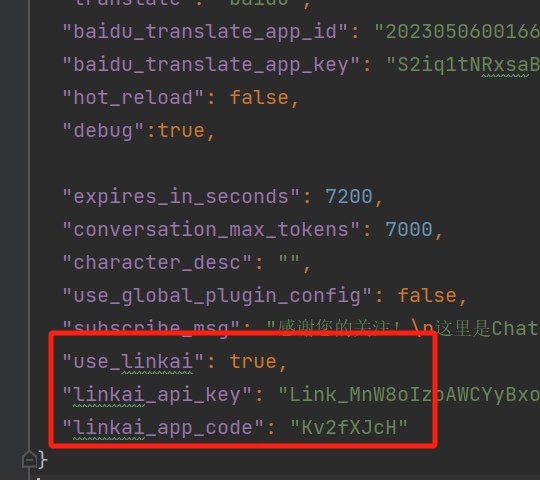 "translate": "baidu",
"baidu_translate_app_id": "2023050600166
"baidu_translate_app_key": "S2iq1tNRxsaB
"hot_reload": false,
"debug":true,
"expires_in_seconds": 7200,
"conversation_max_tokens": 7000,
"character_desc": "",
"use_global_plugin_config": false,
"subscribe_msg": "感谢您的关注！\n这里是Chat
"use_linkai": true,
"linkai_api_key": "Link_MnW8oIzpAWCYyBxo
"linkai_app_code": "Kv2fXJcH"
}